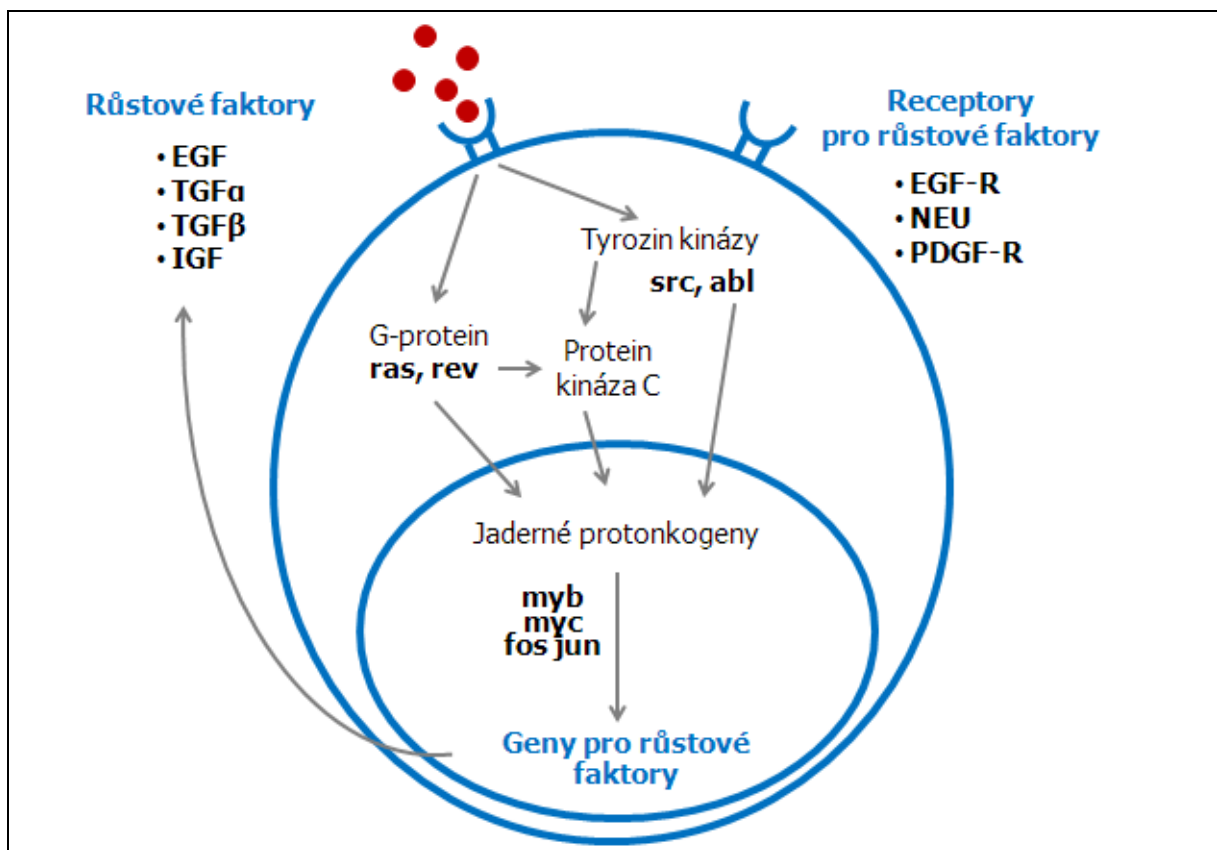 Růstové faktory
• EGF
• TGFα
• TGFβ
• IGF
Receptory
pro růstové faktory
• EGF-R
• NEU
• PDGF-R
Tyrozin kinázy
src, abl
G-protein
ras, rev
Protein
kináza C
Jaderné protonkogeny
myb
myc
fos jun
Geny pro růstové
faktory